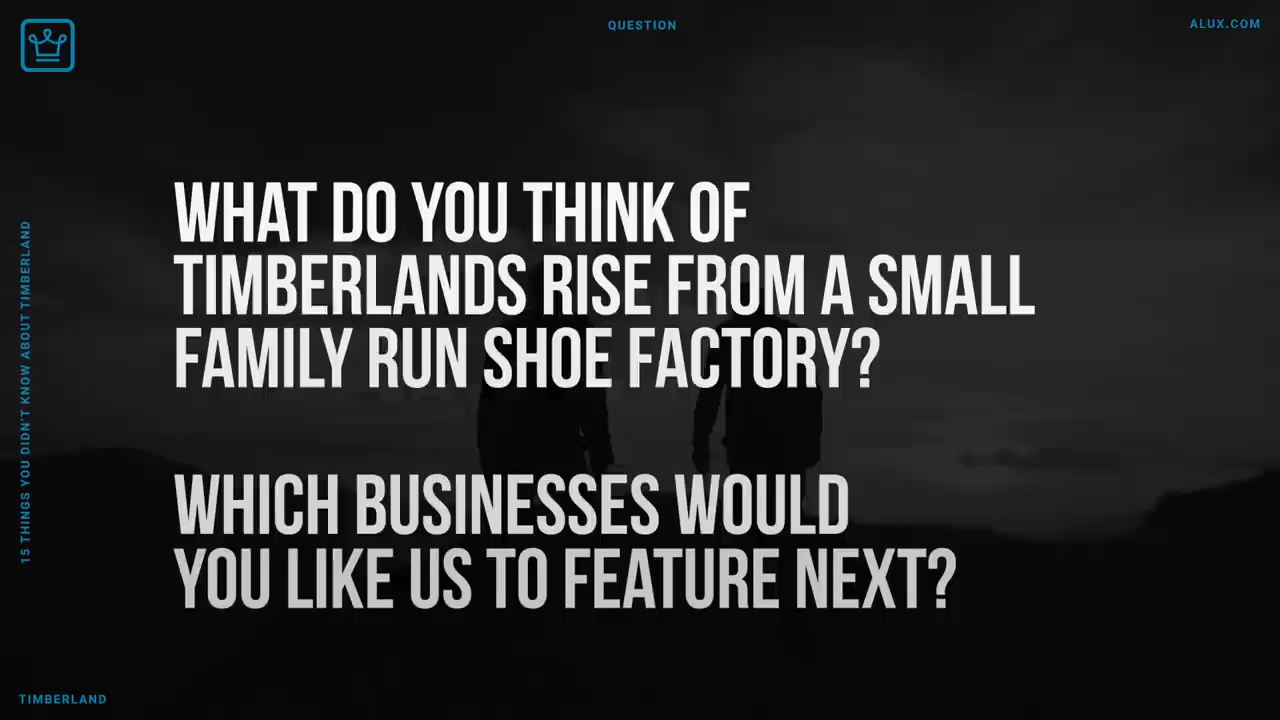 QUESTION
ALUX.COM
WHAT DO YOU THINK OF
TIMBERLANDS RISE FROM A SMALL
FAMILY RUN SHOE FACTORY?
WHICH BUSINESSES WOULD
YOU LIKE US TO FEATURE NEXT?
15 THINGS YOU DIDN'T KNOW ABOUT TIMBERLAND
TIMBERLAND